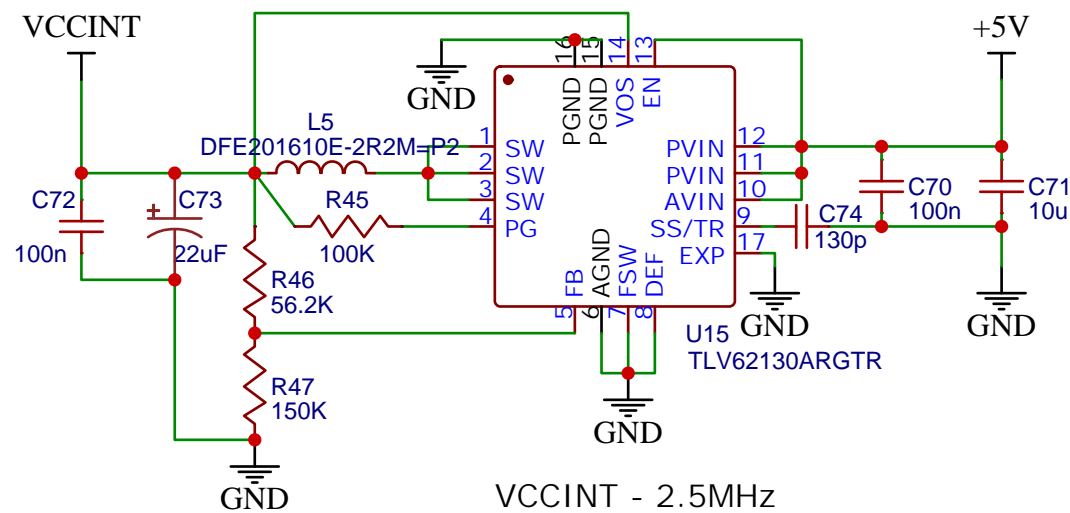 VCCINT
+5V
GND
16
15
14
13
PGND
PGND
VOS
EN
L5
DFE201610E-2R2M=P2
1
SW
2
SW
3
SW
4
PG
PVIN
12
PVIN
11
AVIN
10
SS/TR
9
EXP
17
C72
100n
C73
+
22uF
R45
100K
C74
130p
C70
100n
C71
10u
R46
56.2K
FB
AGND
FSW
DEF
5
6
7
8
GND
GND
U15
TLV62130ARGTR
R47
150K
GND
GND
VCCINT - 2.5MHz